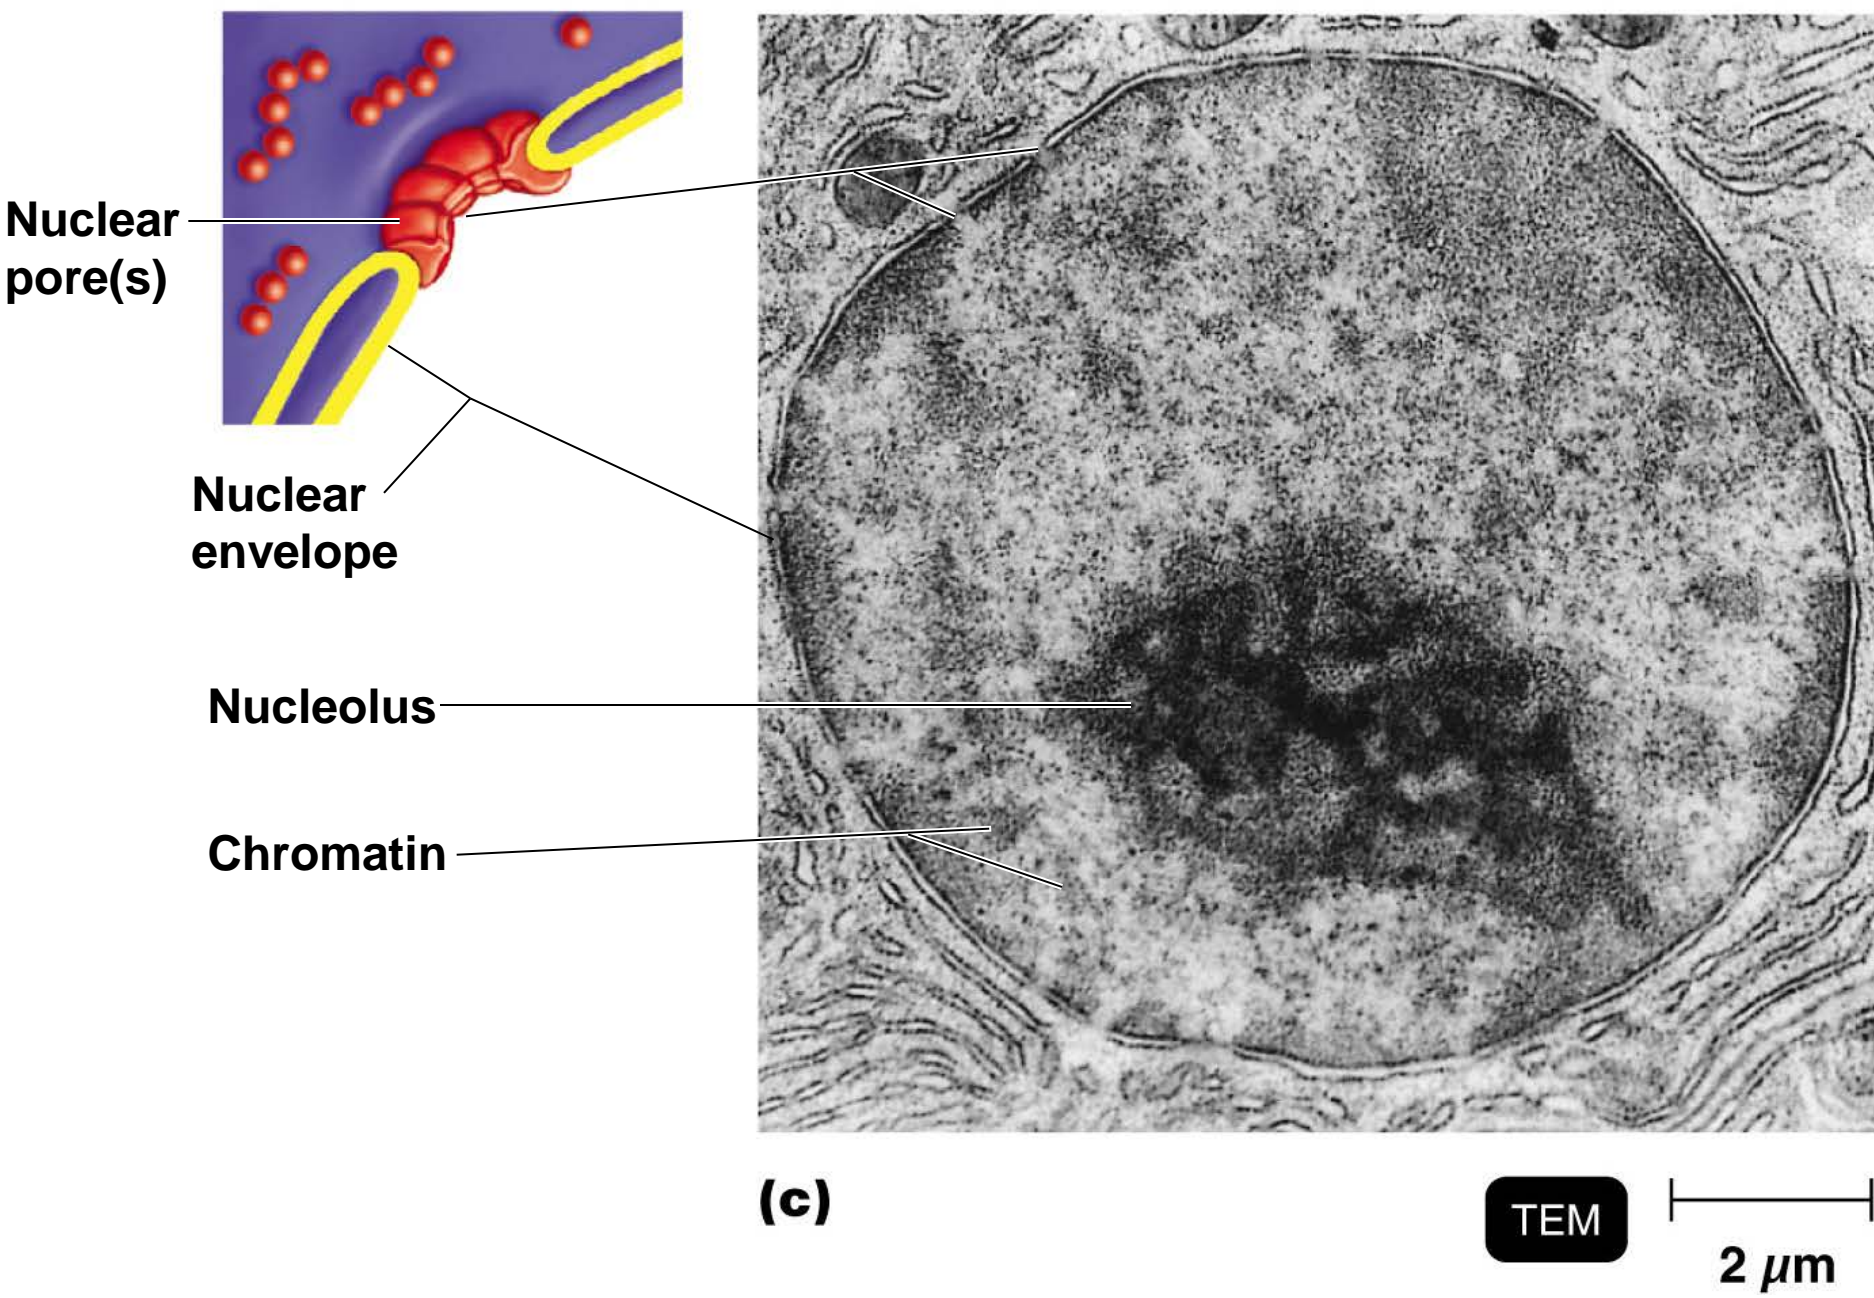 Nuclear
pore(s)
Nuclear
envelope
Nucleolus
Chromatin
(c)
TEM
2 μm